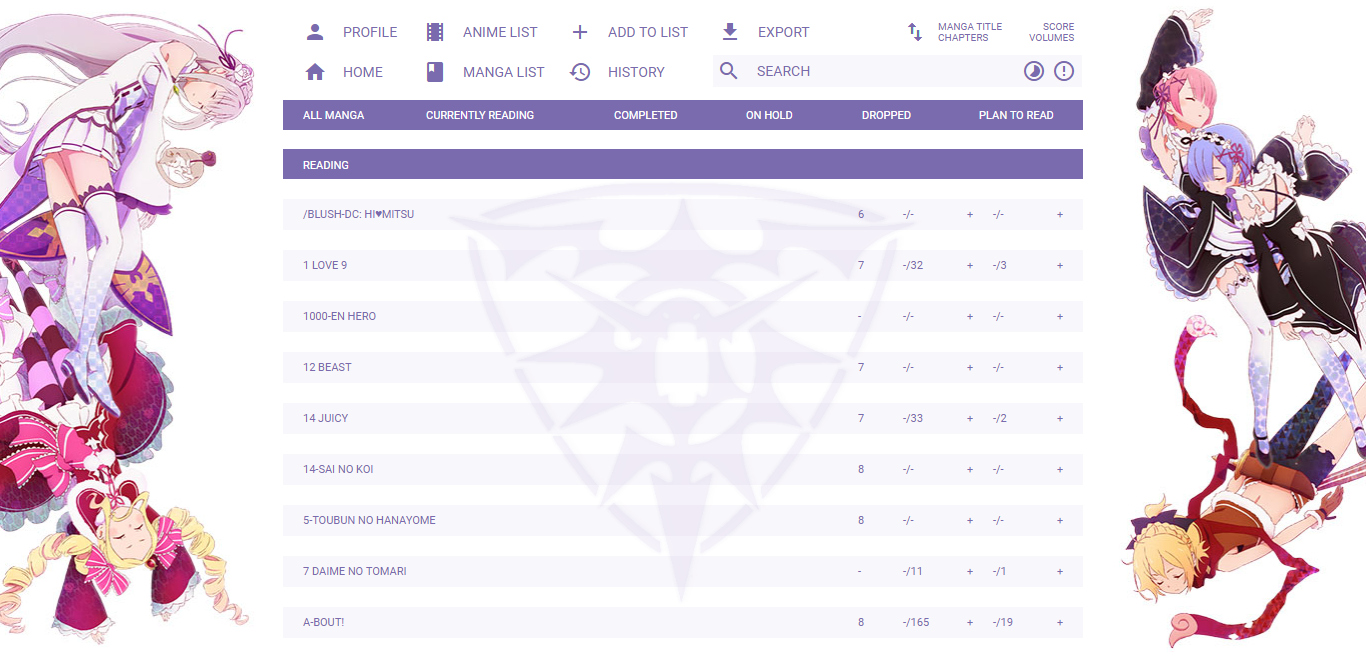 PROFILE ANIME LIST ADD TO LIST EXPORT MANGA TITLE SCORE
CHAPTERS VOLUMES
HOME MANGA LIST HISTORY SEARCH
ALL MANGA CURRENTLY READING COMPLETED ON HOLD DROPPED PLAN TO READ
READING
/BLUSH-DC: HI♥MITSU 6 -/- + -/- +
1 LOVE 9 7 -/32 + -/3 +
1000-EN HERO - -/- + -/- +
12 BEAST 7 -/- + -/- +
14 JUICY 7 -/33 + -/2 +
14-SAI NO KOI 8 -/- + -/- +
5-TOUBUN NO HANAYOME 8 -/- + -/- +
7 DAIME NO TOMARI - -/11 + -/1 +
A-BOUT! 8 -/165 + -/19 +